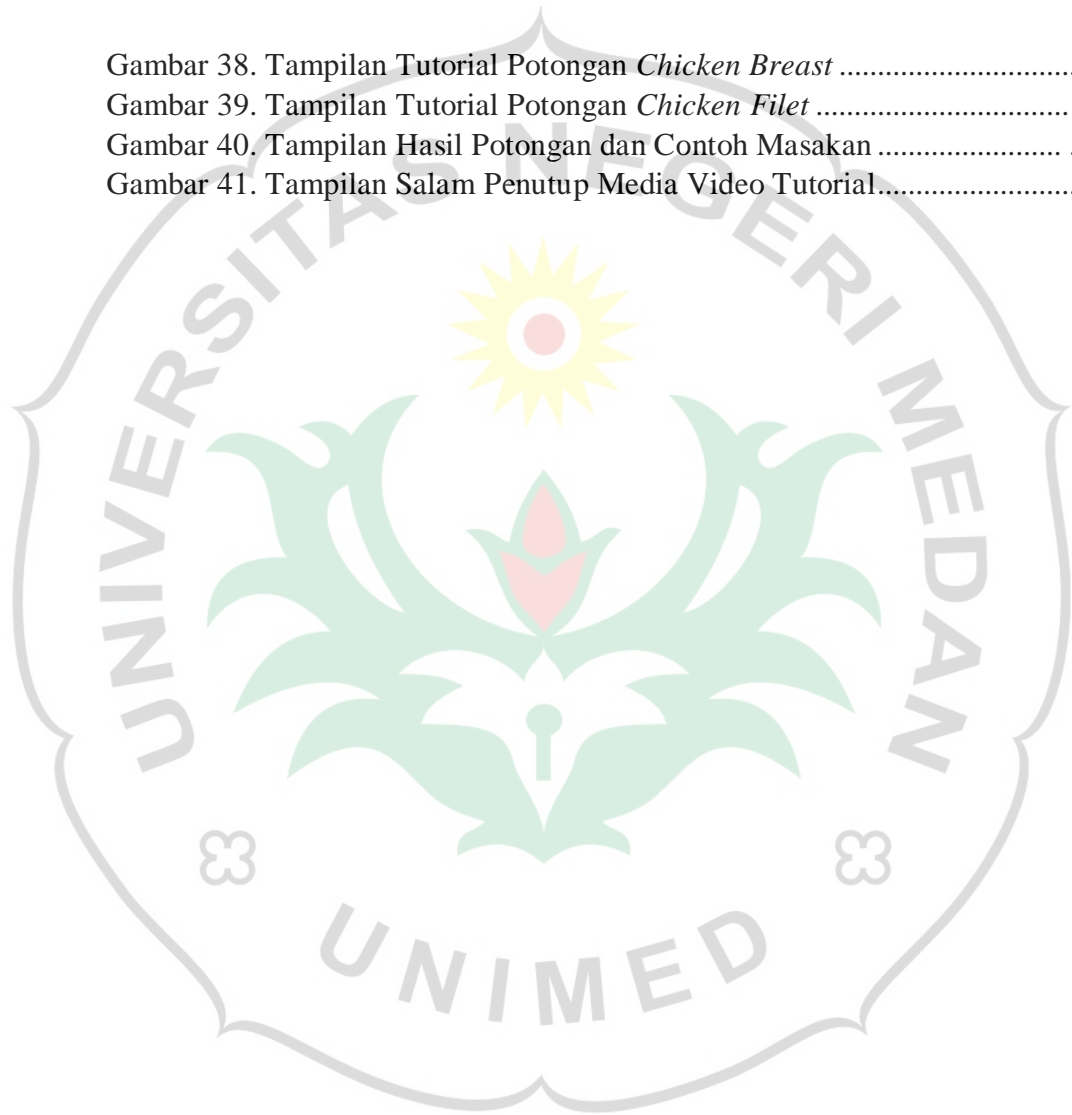 Gambar 38. Tampilan Tutorial Potongan Chicken Breast ..............................
Gambar 39. Tampilan Tutorial Potongan Chicken Filet .................................
Gambar 40. Tampilan Hasil Potongan dan Contoh Masakan ........................ .
Gambar 41. Tampilan Salam Penutup Media Video Tutorial..........................
UNIVERSITAS NEGERI MEDAN
UNIMED